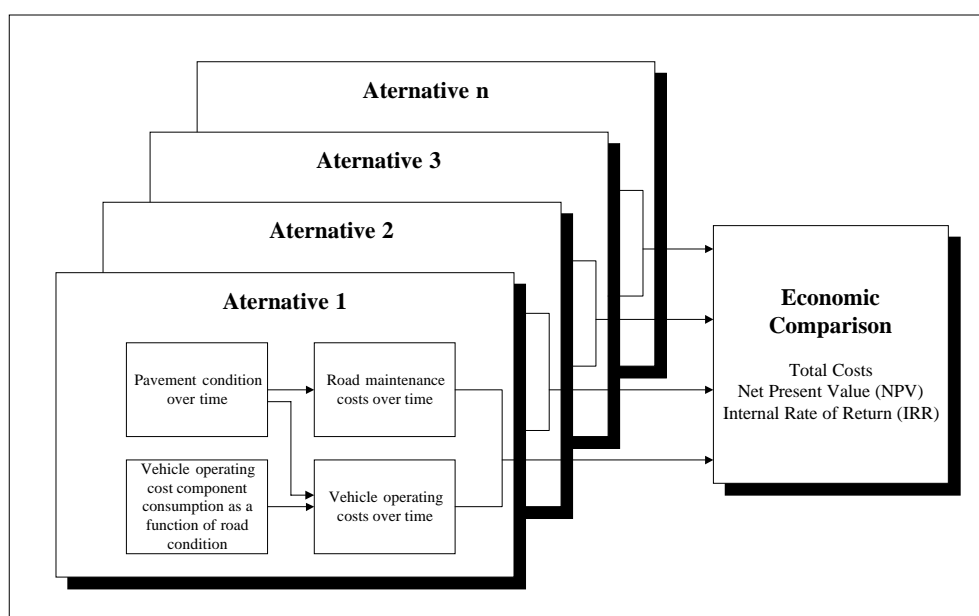 Aternative n
Aternative 3
Aternative 2
Aternative 1
Pavement condition
over time
Road maintenance
costs over time
Vehicle operating
cost component
consumption as a
function of road
condition
Vehicle operating
costs over time
Economic
Comparison
Total Costs
Net Present Value (NPV)
Internal Rate of Return (IRR)